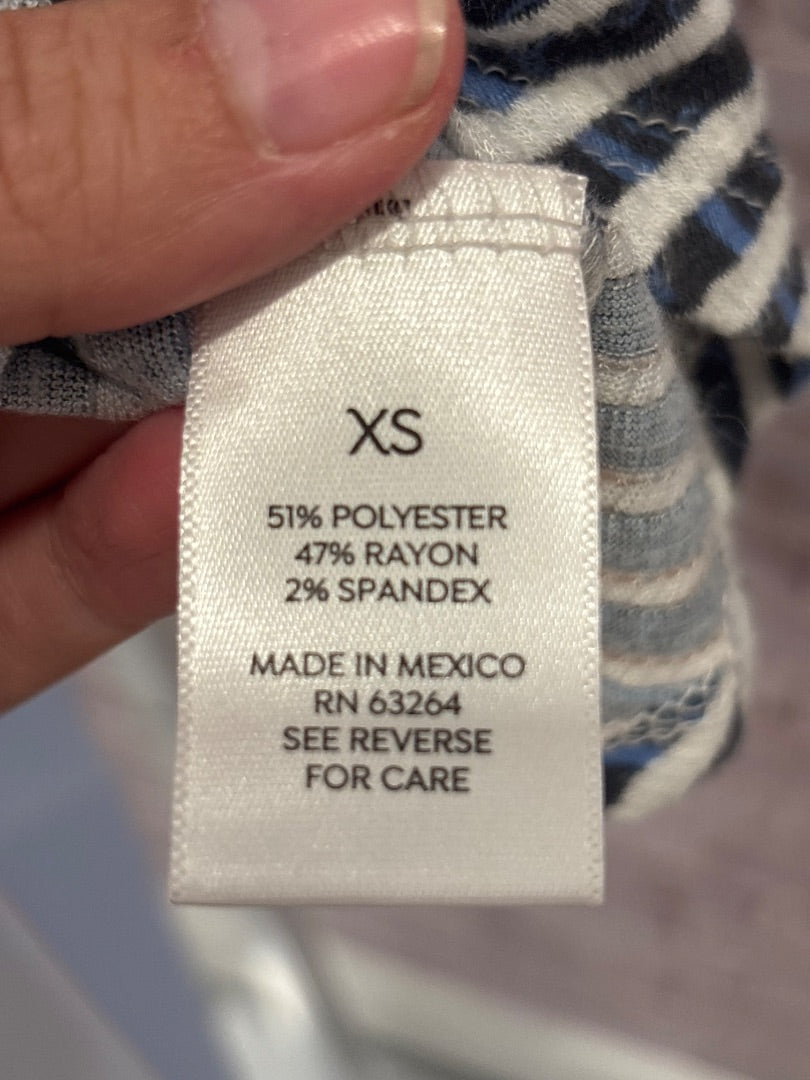 XS
51% POLYESTER
47% RAYON
2% SPANDEX
MADE IN MEXICO
RN 63264
SEE REVERSE
FOR CARE